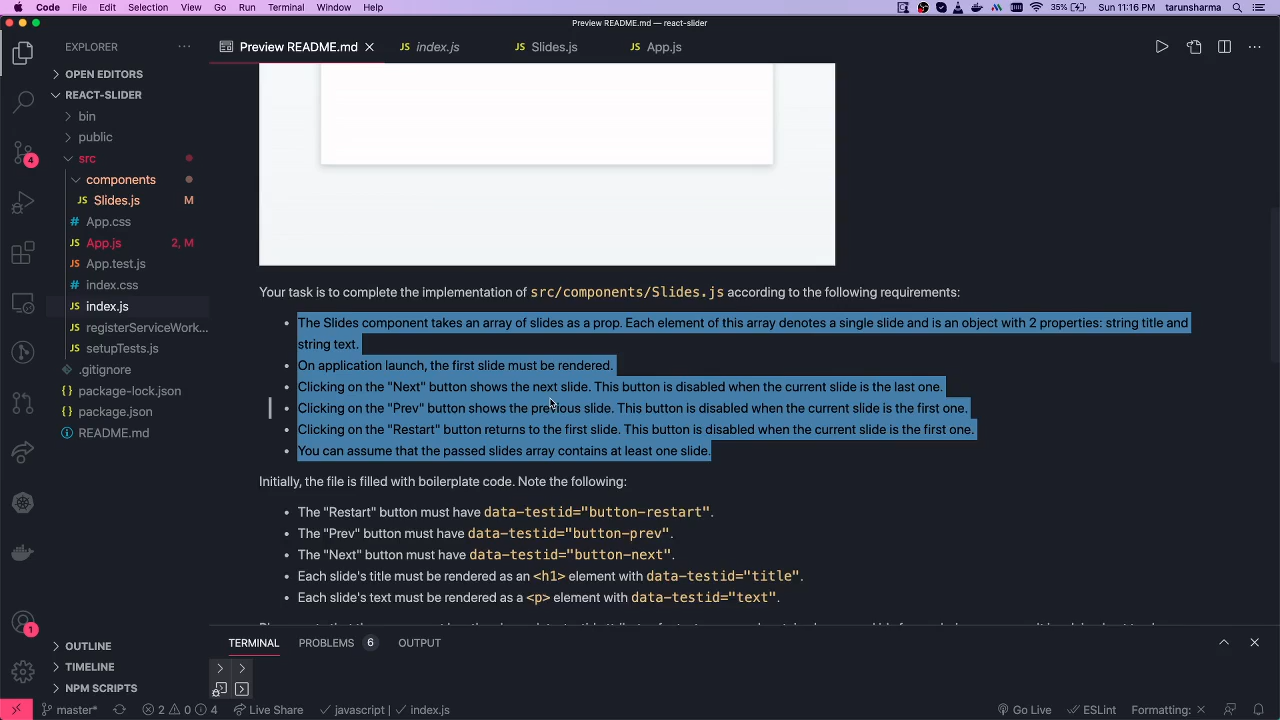 Code File Edit Selection View Go Run Terminal Window Help 35% Sun 11:16 PM tarunsharma
Preview README.md — react-slider
EXPLORER
Preview README.md
JS index.js
JS Slides.js
JS App.js
OPEN EDITORS
REACT-SLIDER
bin
public
src
components
JS Slides.js M
# App.css
JS App.js 2, M
JS App.test.js
# index.css
JS index.js
JS registerServiceWork...
JS setupTests.js
.gitignore
{} package-lock.json
{} package.json
README.md
4
1
OUTLINE
TIMELINE
NPM SCRIPTS
Your task is to complete the implementation of src/components/Slides.js according to the following requirements:
• The Slides component takes an array of slides as a prop. Each element of this array denotes a single slide and is an object with 2 properties: string title and
string text.
• On application launch, the first slide must be rendered.
• Clicking on the "Next" button shows the next slide. This button is disabled when the current slide is the last one.
• Clicking on the "Prev" button shows the previous slide. This button is disabled when the current slide is the first one.
• Clicking on the "Restart" button returns to the first slide. This button is disabled when the current slide is the first one.
• You can assume that the passed slides array contains at least one slide.
Initially, the file is filled with boilerplate code. Note the following:
• The "Restart" button must have data-testid="button-restart".
• The "Prev" button must have data-testid="button-prev".
• The "Next" button must have data-testid="button-next".
• Each slide's title must be rendered as an <h1> element with data-testid="title".
• Each slide's text must be rendered as a <p> element with data-testid="text".
TERMINAL PROBLEMS 6 OUTPUT
master* 2 0 4 Live Share javascript | index.js Go Live ESLint Formatting: